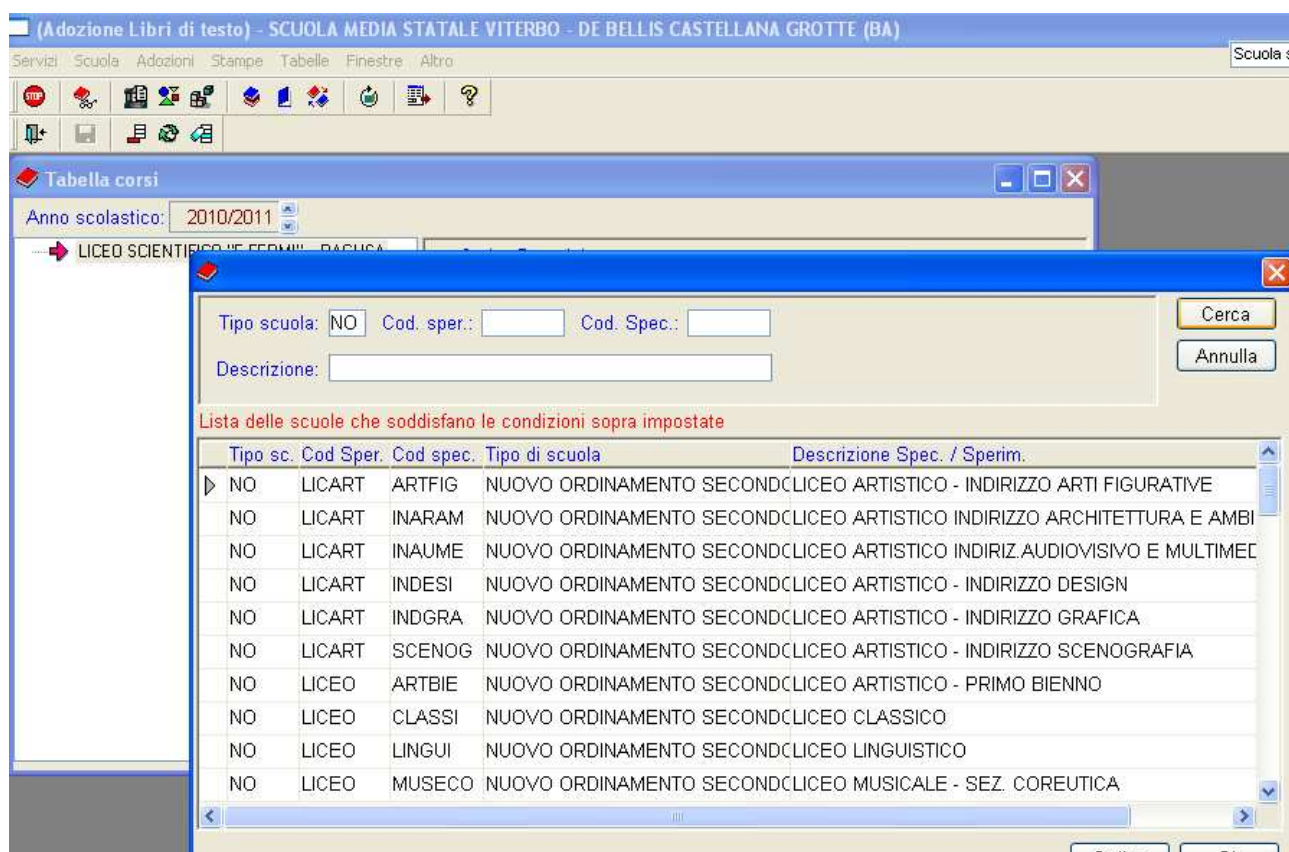 (Adozione Libri di testo) - SCUOLA MEDIA STATALE VITERBO - DE BELLIS CASTELLANA GROTTE (BA)
Servizi Scuola Adozioni Stampe Tabelle Finestre Altro
Scuola s
STOP
Tabella corsi
Anno scolastico: 2010/2011
LICEO SCIENTIFICO "E.FERMI" - RAGUSA
Tipo scuola: NO Cod. sper.: Cod. Spec.: Cerca
Descrizione: Annulla
Lista delle scuole che soddisfano le condizioni sopra impostate
Tipo sc. Cod Sper. Cod spec. Tipo di scuola Descrizione Spec. / Sperim.
NO LICART ARTFIG NUOVO ORDINAMENTO SECONDO LICEO ARTISTICO - INDIRIZZO ARTI FIGURATIVE
NO LICART INARAM NUOVO ORDINAMENTO SECONDO LICEO ARTISTICO INDIRIZZO ARCHITETTURA E AMBI
NO LICART INAUME NUOVO ORDINAMENTO SECONDO LICEO ARTISTICO INDIRIZ.AUDIOVISIVO E MULTIMED
NO LICART INDESI NUOVO ORDINAMENTO SECONDO LICEO ARTISTICO - INDIRIZZO DESIGN
NO LICART INDGRA NUOVO ORDINAMENTO SECONDO LICEO ARTISTICO - INDIRIZZO GRAFICA
NO LICART SCENOG NUOVO ORDINAMENTO SECONDO LICEO ARTISTICO - INDIRIZZO SCENOGRAFIA
NO LICEO ARTBIE NUOVO ORDINAMENTO SECONDO LICEO ARTISTICO - PRIMO BIENNO
NO LICEO CLASSI NUOVO ORDINAMENTO SECONDO LICEO CLASSICO
NO LICEO LINGUI NUOVO ORDINAMENTO SECONDO LICEO LINGUISTICO
NO LICEO MUSECO NUOVO ORDINAMENTO SECONDO LICEO MUSICALE - SEZ. COREUTICA